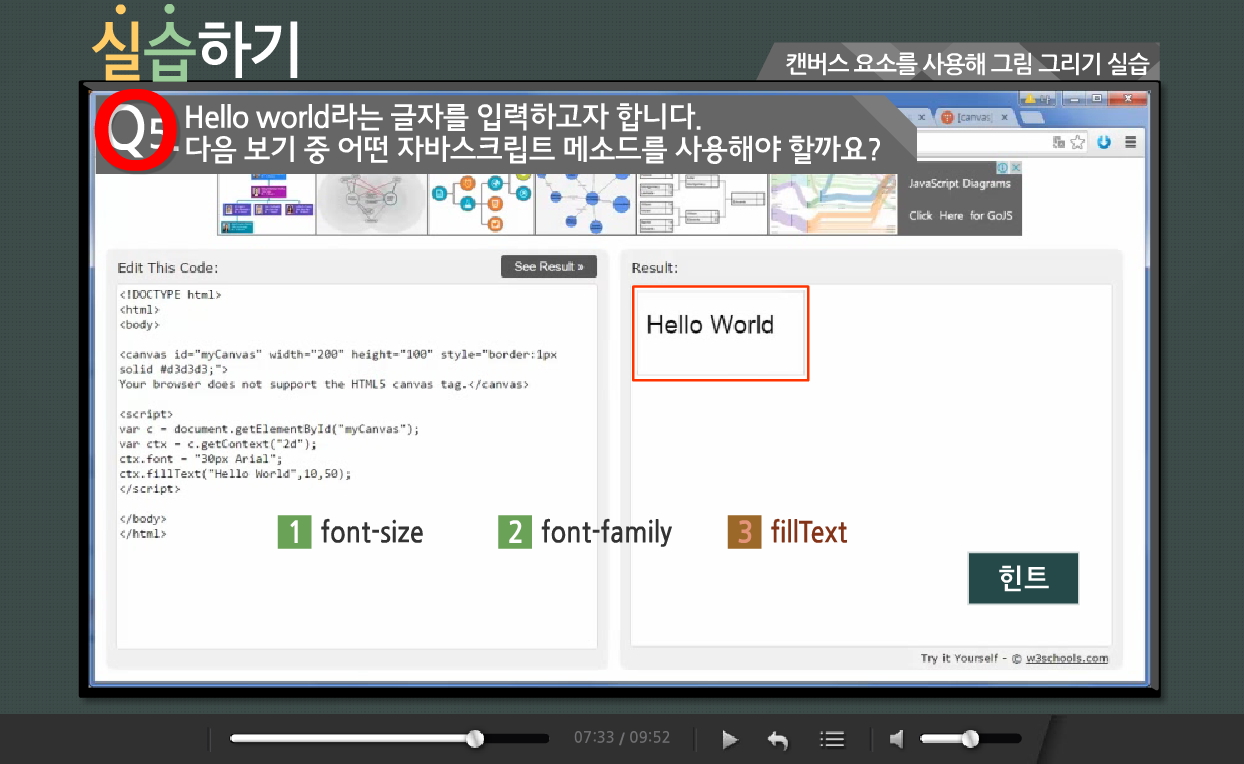 실습하기
캔버스 요소를 사용해 그림 그리기 실습
Q5.
Hello world라는 글자를 입력하고자 합니다.
다음 보기 중 어떤 자바스크립트 메소드를 사용해야 할까요?
[canvas]
JavaScript Diagrams
Click Here for GoJS
Edit This Code:
See Result »
Result:
<!DOCTYPE html>
<html>
<body>
<canvas id="myCanvas" width="200" height="100" style="border:1px
solid #d3d3d3;">
Your browser does not support the HTML5 canvas tag.</canvas>
<script>
var c = document.getElementById("myCanvas");
var ctx = c.getContext("2d");
ctx.font = "30px Arial";
ctx.fillText("Hello World",10,50);
</script>
</body>
</html>
Hello World
1 font-size
2 font-family
3 fillText
힌트
Try it Yourself - © w3schools.com
07:33 / 09:52